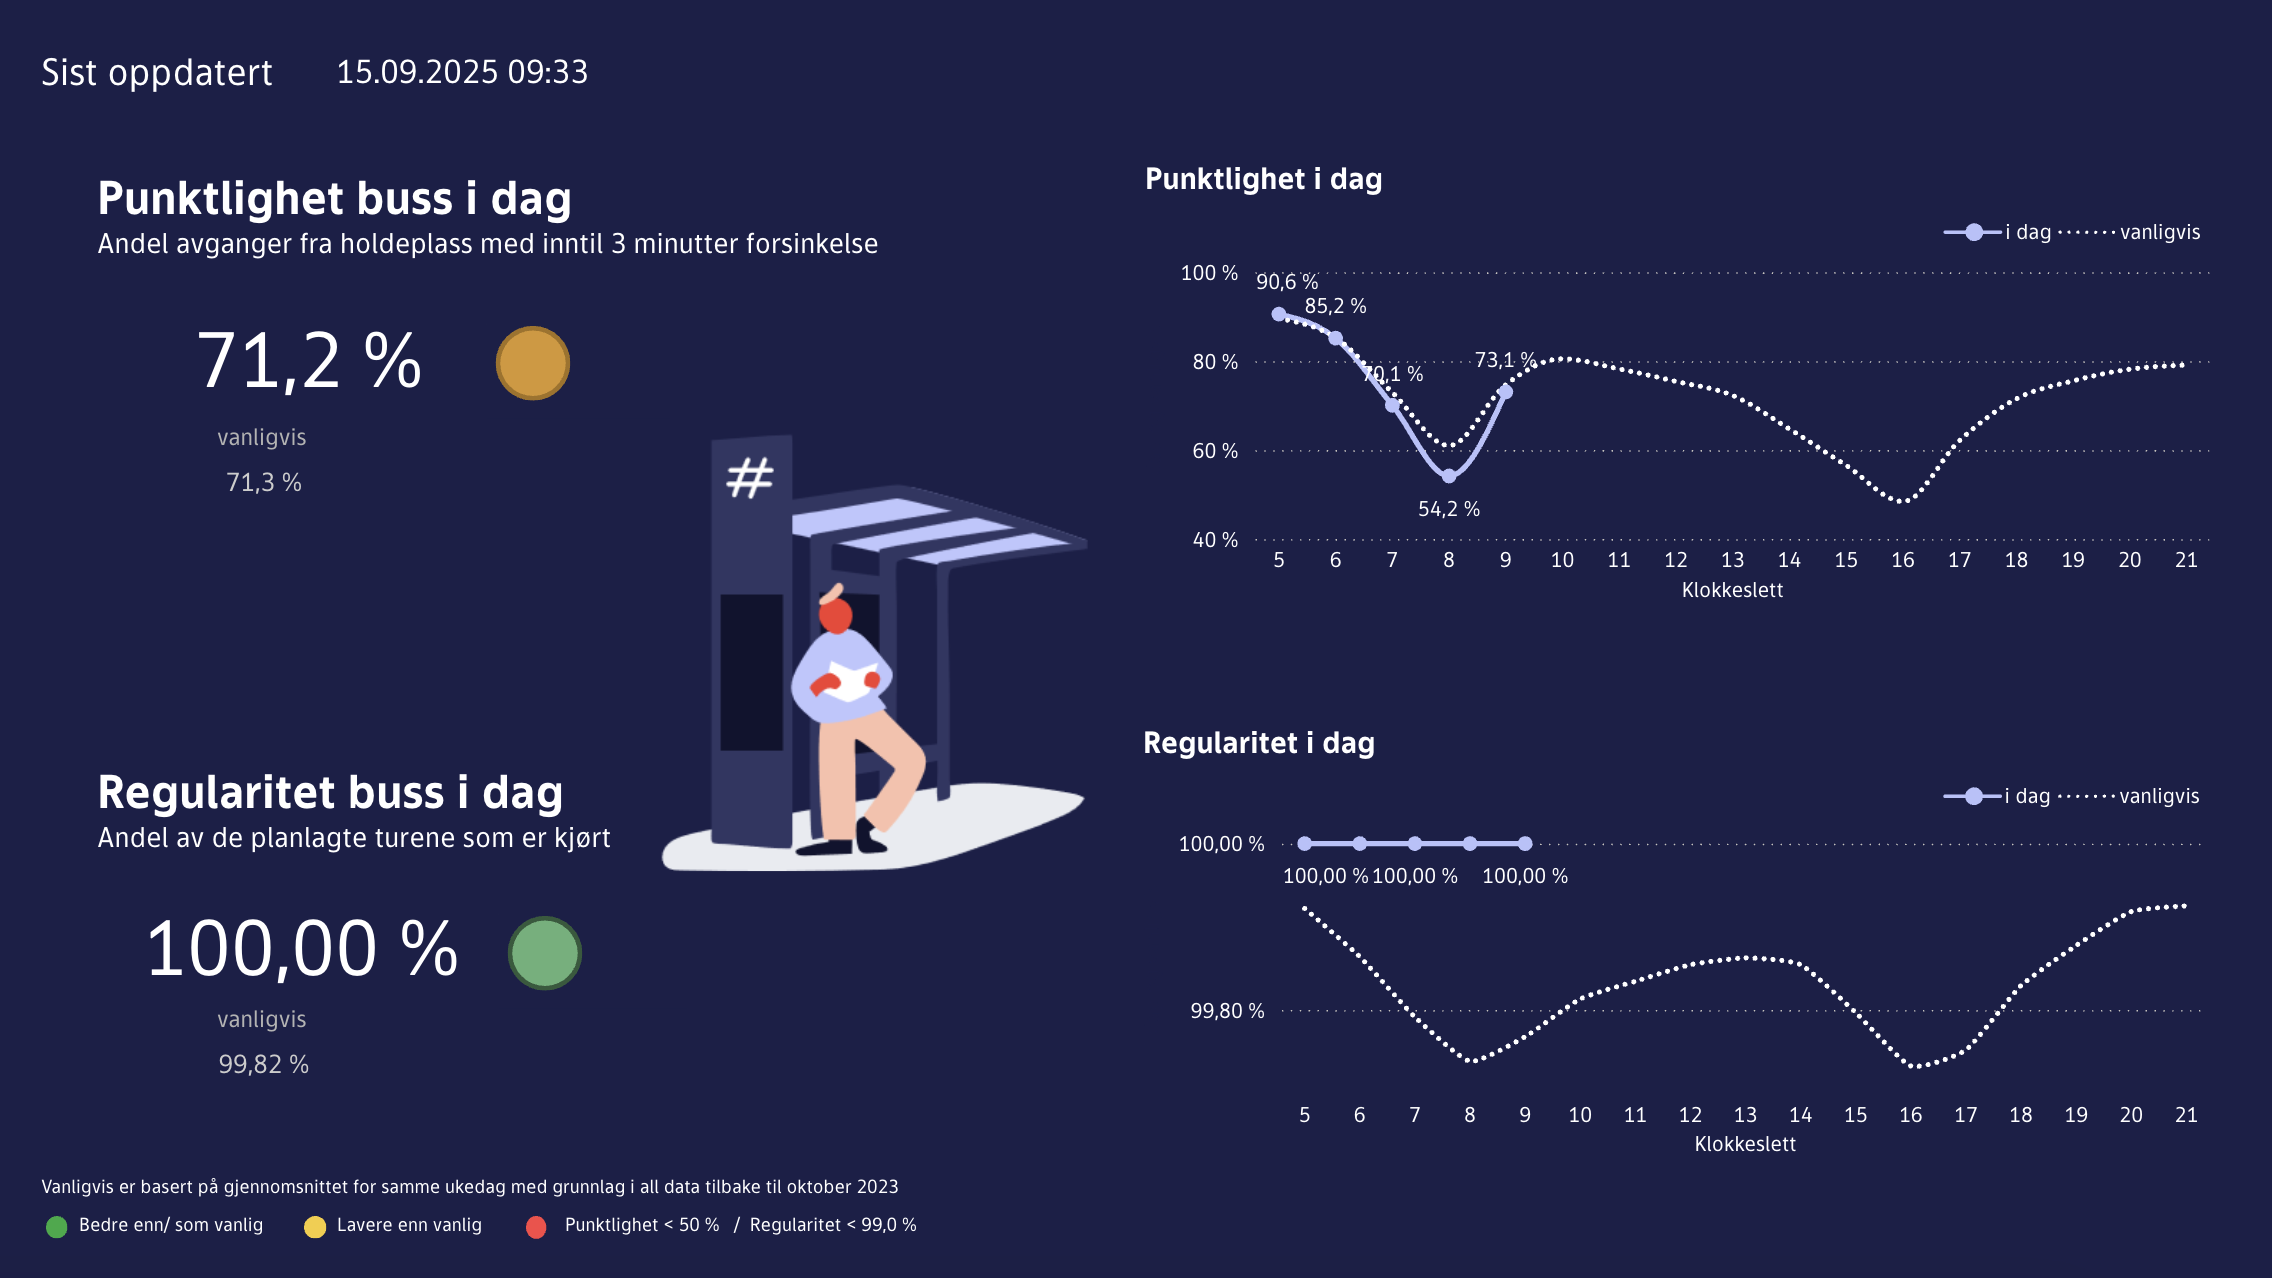 Sist oppdatert 15.09.2025 09:33
Punktlighet buss i dag
Andel avganger fra holdeplass med inntil 3 minutter forsinkelse
71,2 %
vanligvis
71,3 %
#
Regularitet buss i dag
Andel av de planlagte turene som er kjørt
100,00 %
vanligvis
99,82 %
Punktlighet i dag
i dag vanligvis
100 %
90,6 %
85,2 %
80 %
70,1 %
73,1 %
60 %
54,2 %
40 %
5 6 7 8 9 10 11 12 13 14 15 16 17 18 19 20 21
Klokkeslett
Regularitet i dag
i dag vanligvis
100,00 %
100,00 % 100,00 % 100,00 %
99,80 %
5 6 7 8 9 10 11 12 13 14 15 16 17 18 19 20 21
Klokkeslett
Vanligvis er basert på gjennomsnittet for samme ukedag med grunnlag i all data tilbake til oktober 2023
Bedre enn/ som vanlig Lavere enn vanlig Punktlighet < 50 % / Regularitet < 99,0 %